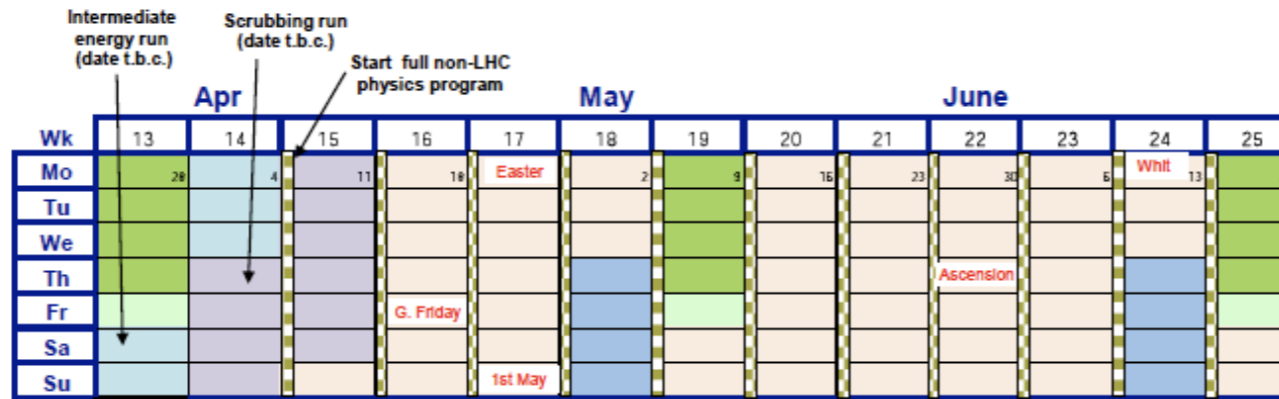 Intermediate
energy run
(date t.b.c.)
Scrubbing run
(date t.b.c.)
Start full non-LHC
physics program
Apr May June
Wk 13 14 15 16 17 18 19 20 21 22 23 24 25
Mo 28 4 11 18 Easter 2 9 16 23 30 6 Whit 13
Tu
We
Th Ascension
Fr G. Friday
Sa
Su 1st May